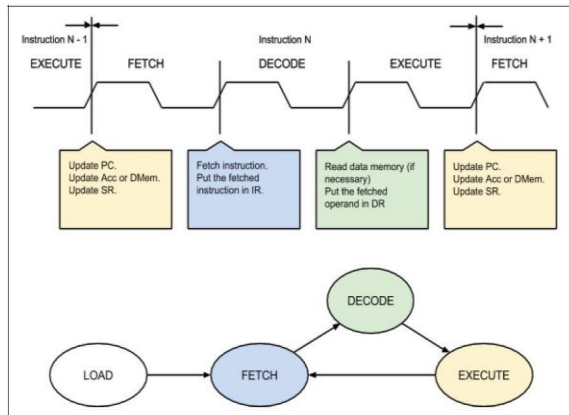 Instruction N - 1
Instruction N
Instruction N + 1
EXECUTE
FETCH
DECODE
EXECUTE
FETCH
Update PC.
Update Acc or DMem.
Update SR.
Fetch instruction.
Put the fetched
instruction in IR.
Read data memory (if
necessary)
Put the fetched
operand in DR
Update PC.
Update Acc or DMem.
Update SR.
DECODE
LOAD
FETCH
EXECUTE